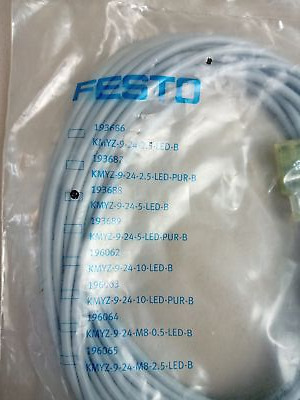 FESTO
193686
KMYZ-9-24-2.5-LED-B
193687
KMYZ-9-24-2.5-LED-PUR-B
193688
KMYZ-9-24-5-LED-B
193689
KMYZ-9-24-5-LED-PUR-B
196062
KMYZ-9-24-10-LED-B
196063
KMYZ-9-24-10-LED-PUR-B
196064
KMYZ-9-24-M8-0.5-LED-B
196065
KMYZ-9-24-M8-2.5-LED-B